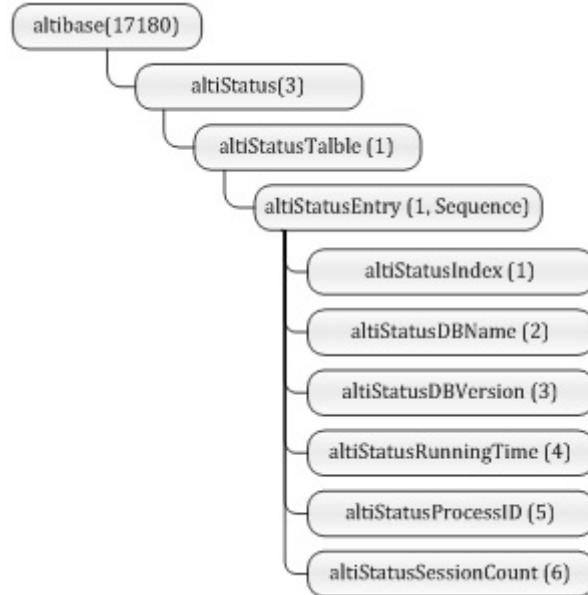 altibase(17180)
altiStatus(3)
altiStatusTalble (1)
altiStatusEntry (1, Sequence)
altiStatusIndex (1)
altiStatusDBName (2)
altiStatusDBVersion (3)
altiStatusRunningTime (4)
altiStatusProcessID (5)
altiStatusSessionCount (6)